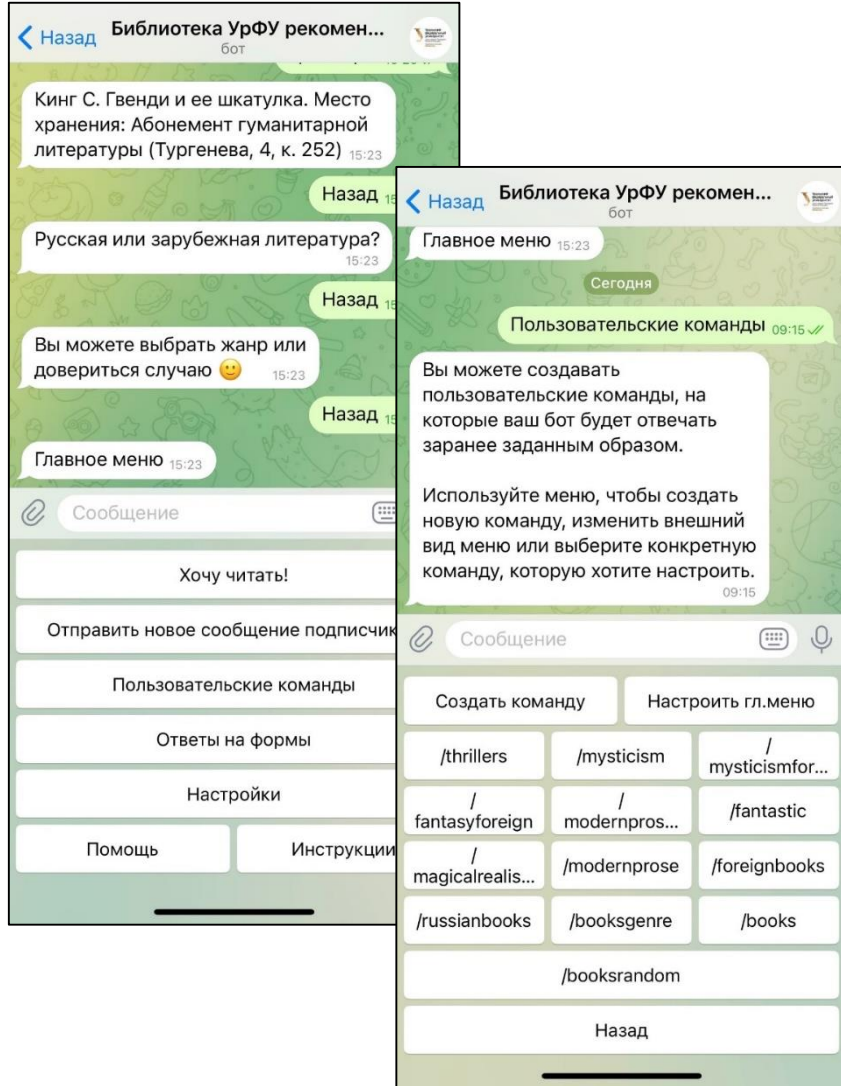 Назад
Библиотека УрФУ рекомен...
бот
Кинг С. Гвенди и ее шкатулка. Место
хранения: Абонемент гуманитарной
литературы (Тургенева, 4, к. 252) 15:23
Назад
Русская или зарубежная литература?
15:23
Назад
Вы можете выбрать жанр или
довериться случаю 🙂 15:23
Назад
Главное меню 15:23
Сообщение
Хочу читать!
Отправить новое сообщение подписчик
Пользовательские команды
Ответы на формы
Настройки
Помощь
Инструкции
Назад
Библиотека УрФУ рекомен...
бот
Главное меню 15:23
Сегодня
Пользовательские команды 09:15
Вы можете создавать
пользовательские команды, на
которые ваш бот будет отвечать
заранее заданным образом.
Используйте меню, чтобы создать
новую команду, изменить внешний
вид меню или выберите конкретную
команду, которую хотите настроить.
09:15
Сообщение
Создать команду
Настроить гл.меню
/thrillers
/mysticism
/
mysticismfor...
/
fantasyforeign
/
modernpros...
/fantastic
/
magicalrealis...
/modernprose
/foreignbooks
/russianbooks
/booksgenre
/books
/booksrandom
Назад